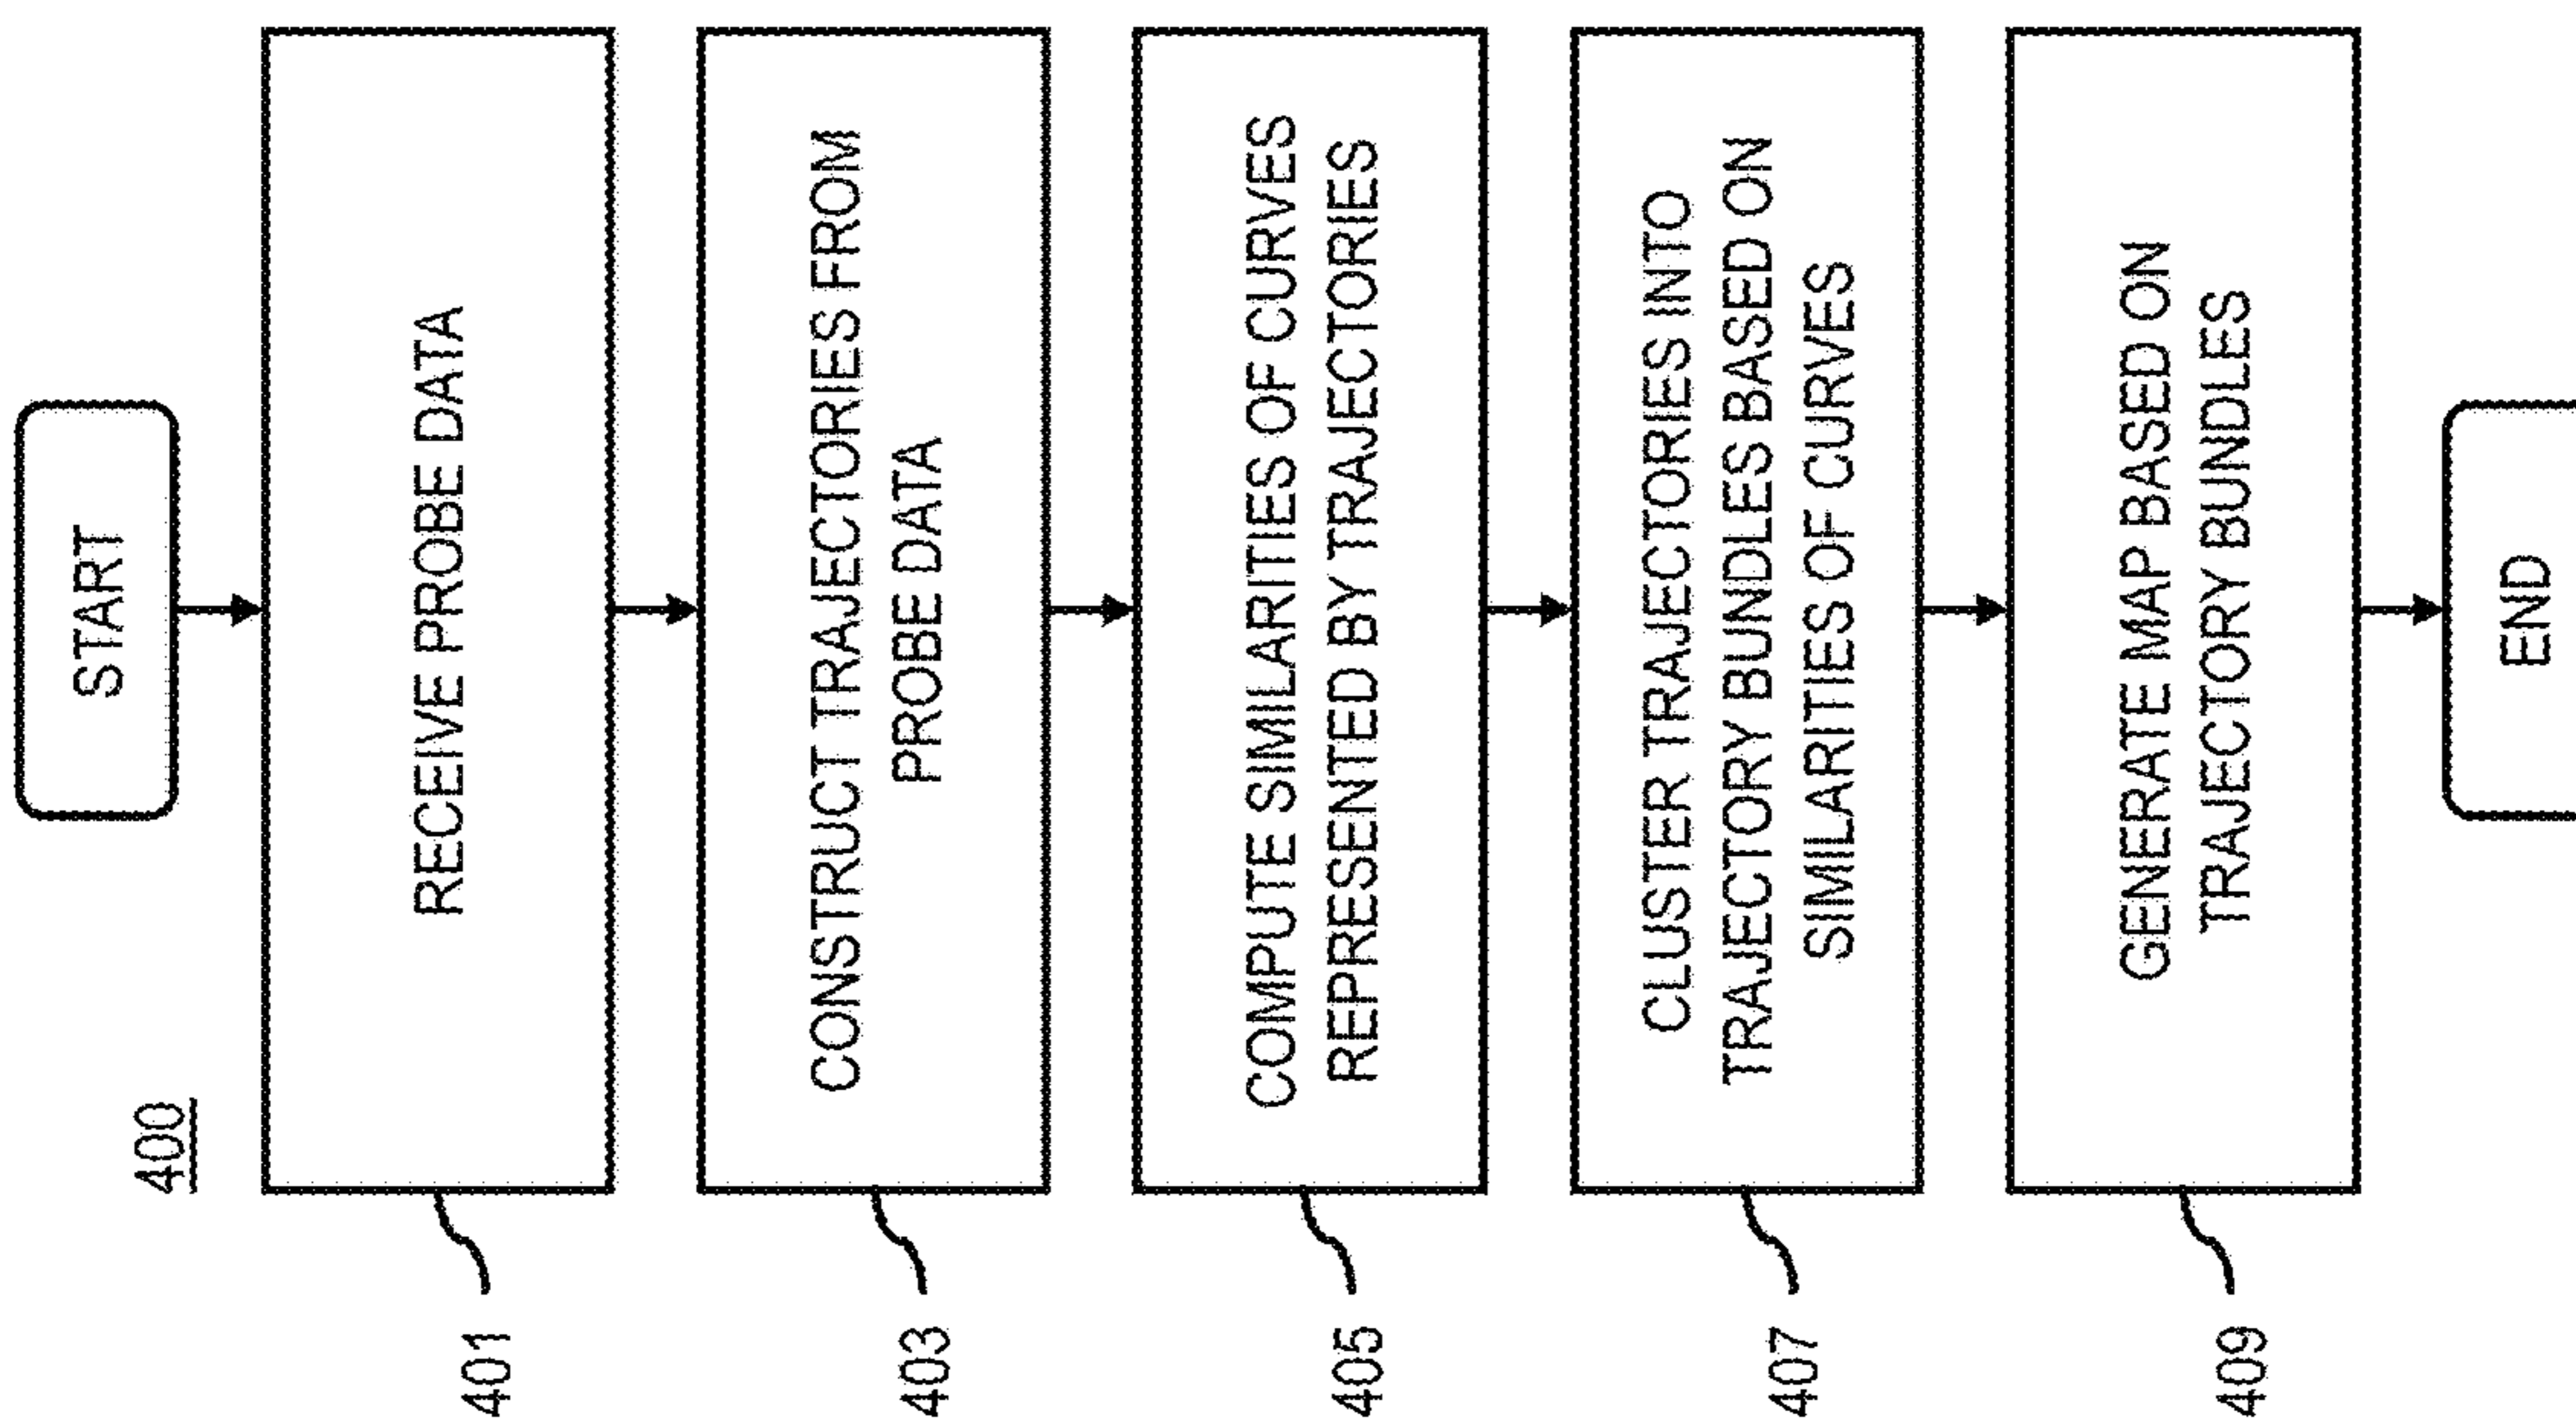 400
START
401
RECEIVE PROBE DATA
403
CONSTRUCT TRAJECTORIES FROM
PROBE DATA
405
COMPUTE SIMILARITIES OF CURVES
REPRESENTED BY TRAJECTORIES
407
CLUSTER TRAJECTORIES INTO
TRAJECTORY BUNDLES BASED ON
SIMILARITIES OF CURVES
409
GENERATE MAP BASED ON
TRAJECTORY BUNDLES
END